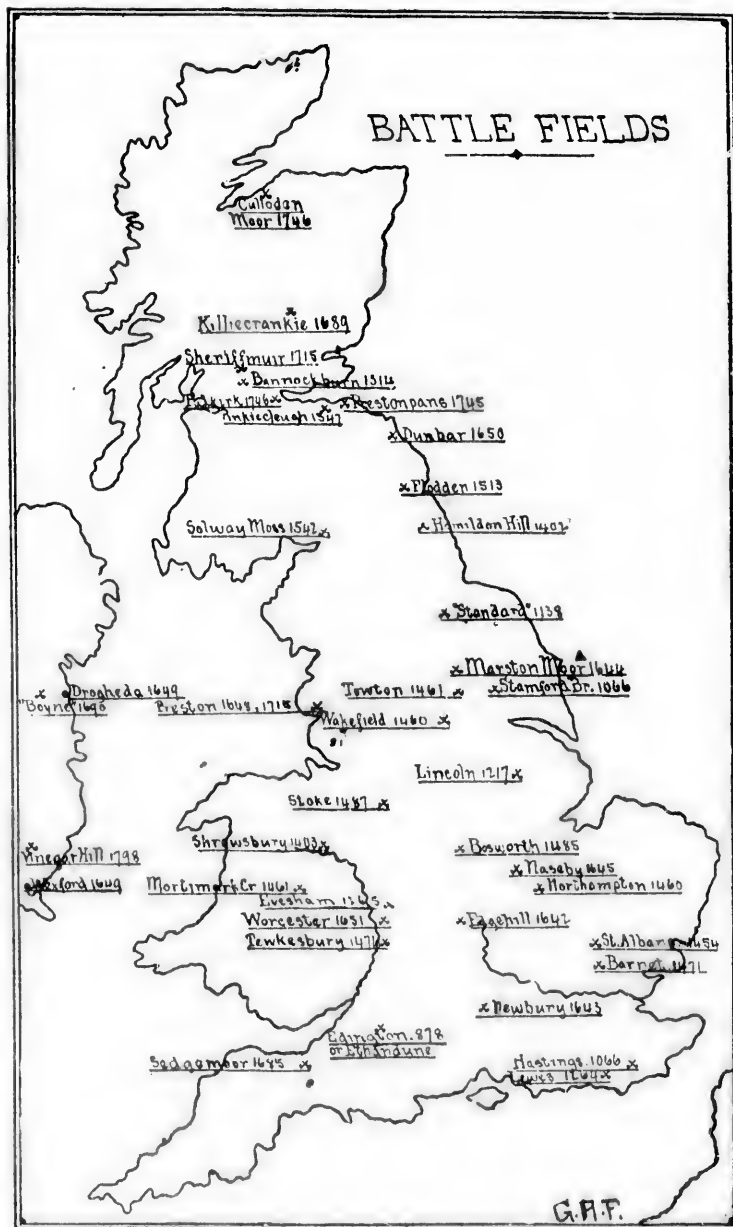 BATTLE FIELDS
Culloden
Moor 1746
Killiecrankie 1689
Sheriffmuir 1715
Bannockburn 1314
Falkirk 1746
Prestonpans 1745
Pinkiecleugh 1547
Dunbar 1650
Flodden 1513
Solway Moss 1542
Homildon Hill 1402
"Standard" 1138
Marston Moor 1644
Drogheda 1649
Towton 1461
Stamford Br. 1066
"Boyne" 1690
Preston 1648, 1715
Wakefield 1460
Lincoln 1217
Stoke 1487
Shrewsbury 1403
Bosworth 1485
Vinegar Hill 1798
Naseby 1645
Wexford 1649
Mortimer's Cr 1461
Northampton 1460
Evesham 1265
Worcester 1651
Edgehill 1642
Tewkesbury 1471
St. Albans 1454
Barnet 1471
Newbury 1643
Edington 878
or Ethandune
Sedgemoor 1685
Hastings 1066
Lewes 1264
G.A.F.